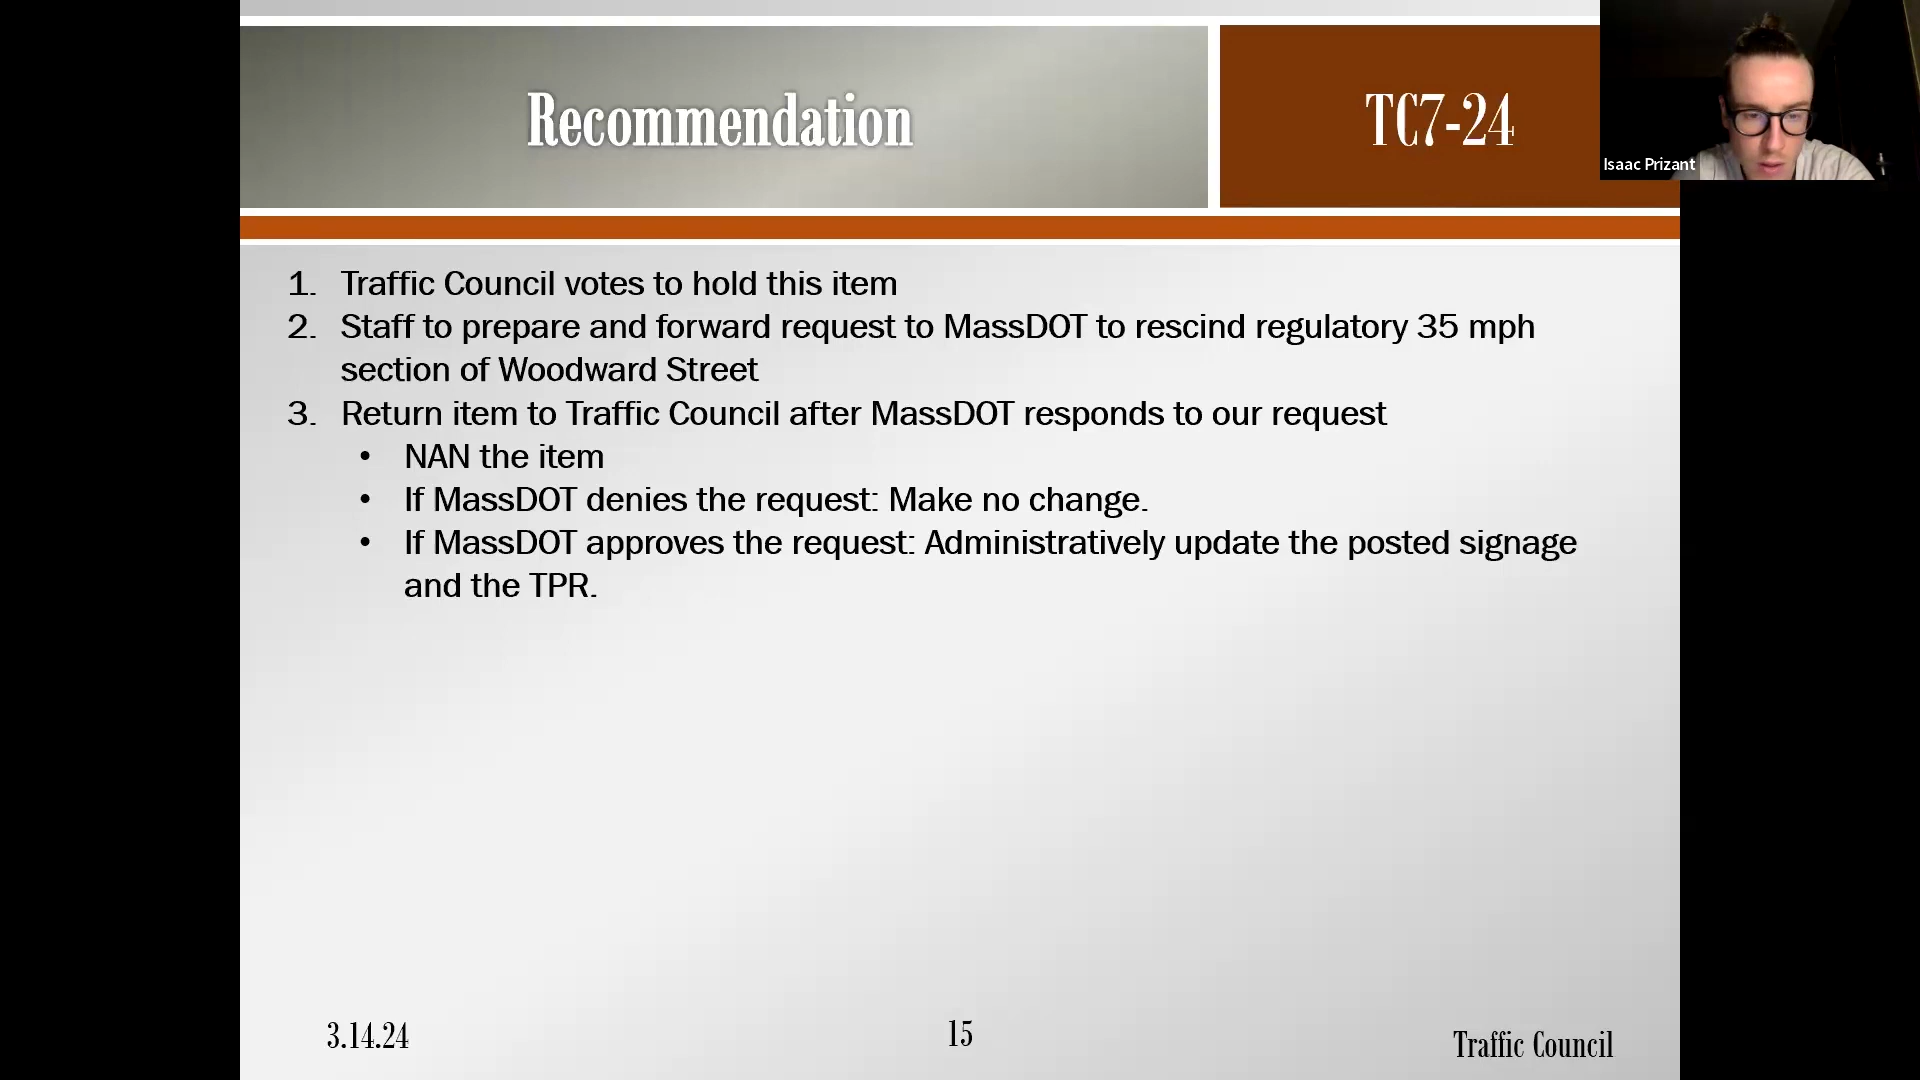 Recommendation
TC7-24
Isaac Prizant
1. Traffic Council votes to hold this item
2. Staff to prepare and forward request to MassDOT to rescind regulatory 35 mph
section of Woodward Street
3. Return item to Traffic Council after MassDOT responds to our request
• NAN the item
• If MassDOT denies the request: Make no change.
• If MassDOT approves the request: Administratively update the posted signage
and the TPR.
3.14.24
15
Traffic Council